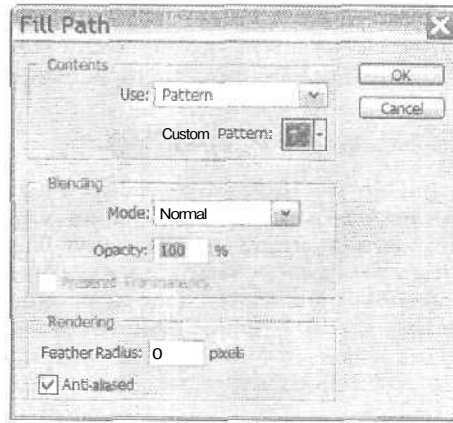 Fill Path
Contents
Use: Pattern
Custom Pattern:
OK
Cancel
Blending
Mode: Normal
Opacity: 100 %
Preserve Transparency
Rendering
Feather Radius: 0 pixels
Anti-aliased